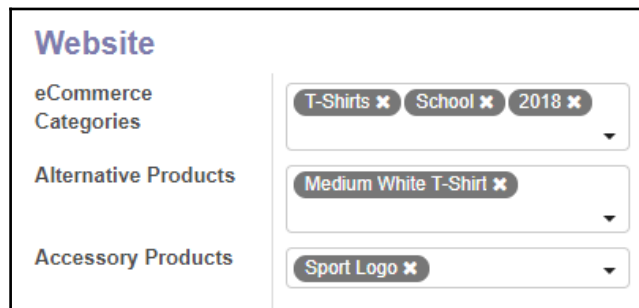 Website
eCommerce
Categories
T-Shirts ✖ School ✖ 2018 ✖
Alternative Products
Medium White T-Shirt ✖
Accessory Products
Sport Logo ✖